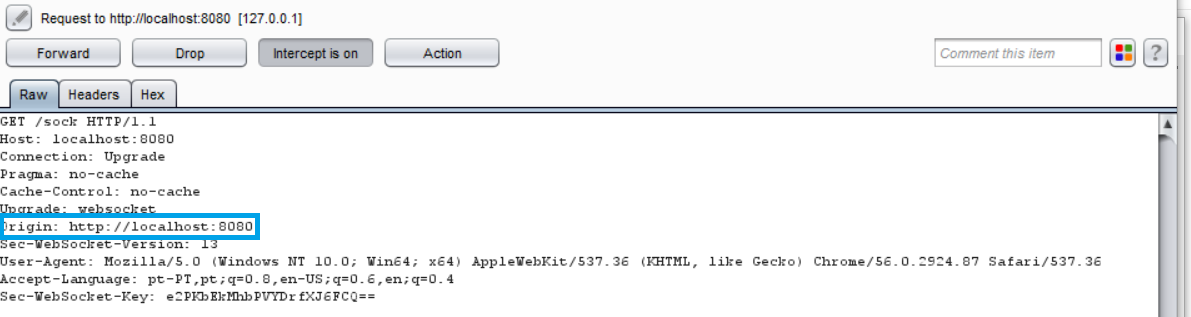 Request to http://localhost:8080 [127.0.0.1]
Forward Drop Intercept is on Action Comment this item ?
Raw Headers Hex
GET /sock HTTP/1.1
Host: localhost:8080
Connection: Upgrade
Pragma: no-cache
Cache-Control: no-cache
Upgrade: websocket
Origin: http://localhost:8080
Sec-WebSocket-Version: 13
User-Agent: Mozilla/5.0 (Windows NT 10.0; Win64; x64) AppleWebKit/537.36 (KHTML, like Gecko) Chrome/56.0.2924.87 Safari/537.36
Accept-Language: pt-PT,pt;q=0.8,en-US;q=0.6,en;q=0.4
Sec-WebSocket-Key: e2PKbEkMhbPVYDrfXJ6FCQ==